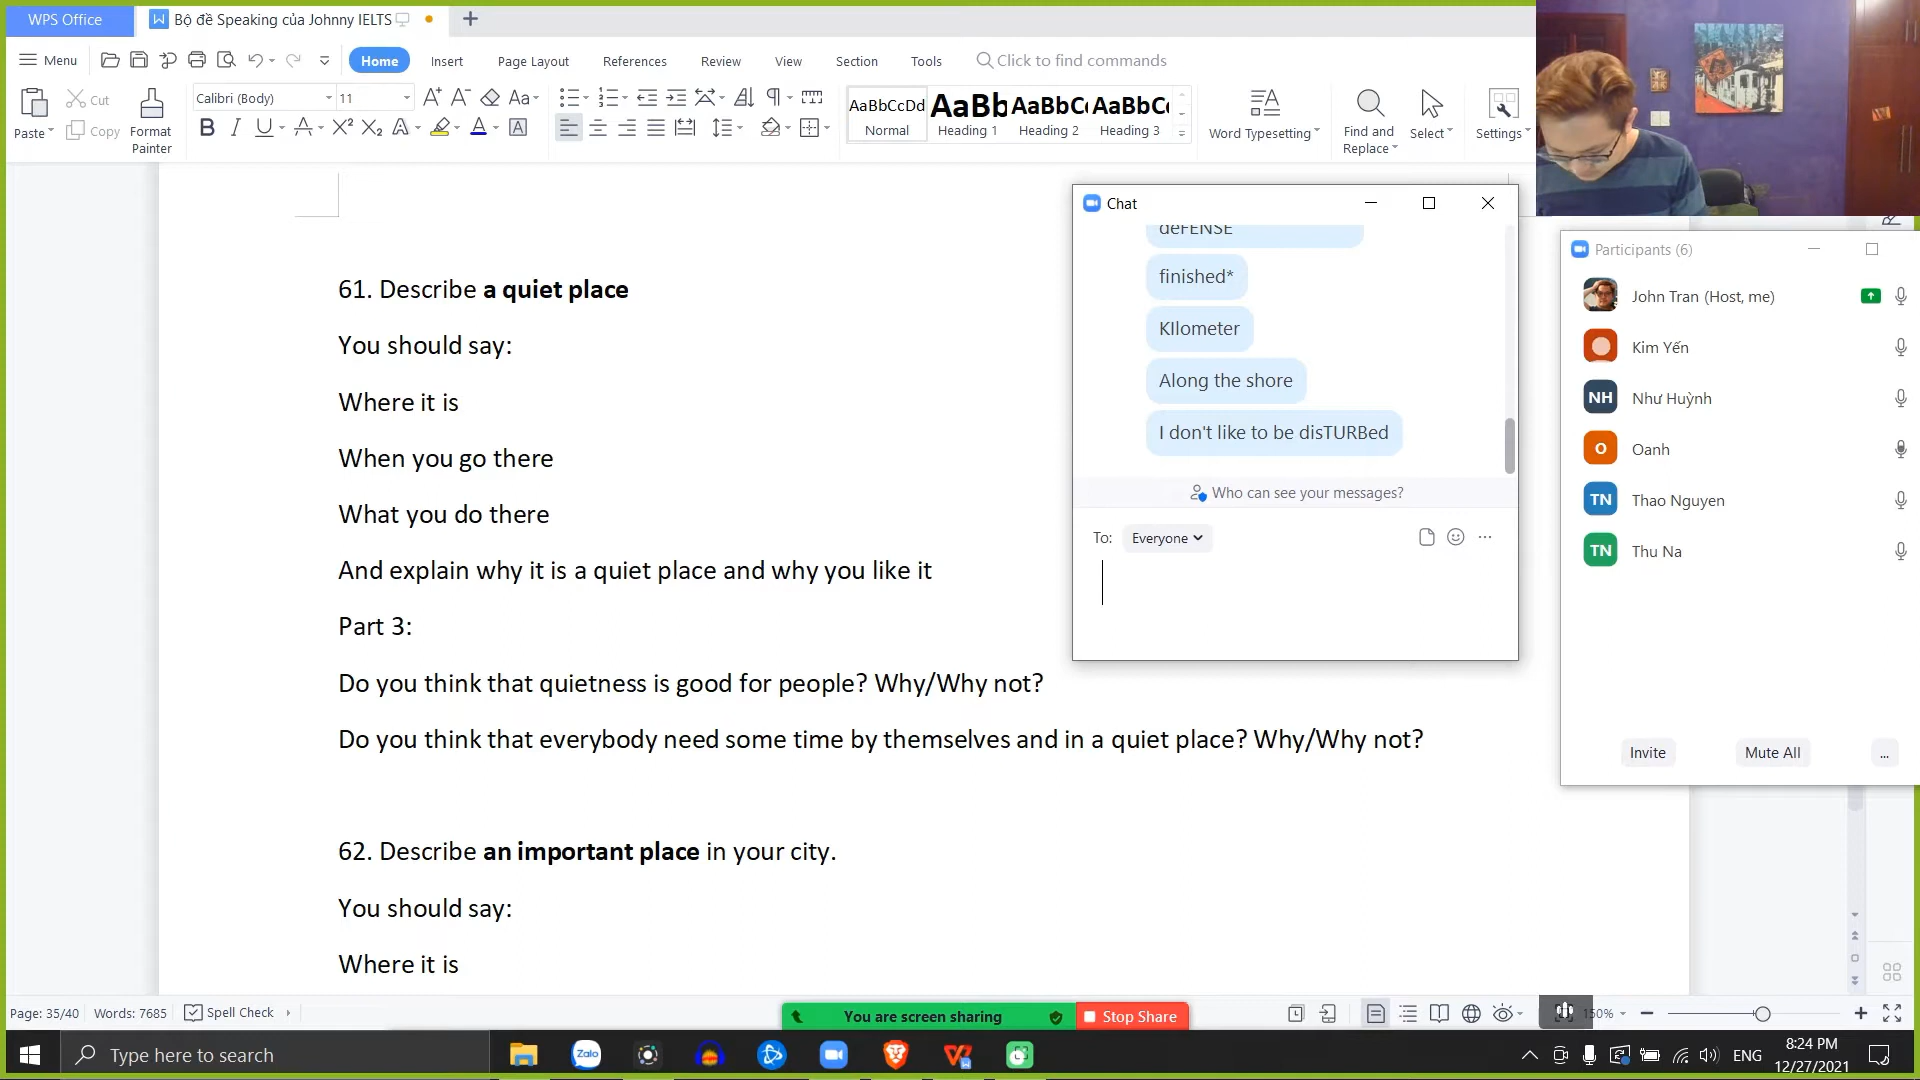 WPS Office
Bộ đề Speaking của Johnny IELTS
Menu
Home
Insert
Page Layout
References
Review
View
Section
Tools
Click to find commands
Paste
Cut
Copy
Format Painter
Calibri (Body)
11
AaBbCcDd
Normal
AaBb
Heading 1
AaBbC
Heading 2
AaBbC
Heading 3
Word Typesetting
Find and Replace
Select
Settings
61. Describe a quiet place
You should say:
Where it is
When you go there
What you do there
And explain why it is a quiet place and why you like it
Part 3:
Do you think that quietness is good for people? Why/Why not?
Do you think that everybody need some time by themselves and in a quiet place? Why/Why not?
62. Describe an important place in your city.
You should say:
Where it is
Chat
deFENSE
finished*
KIlometer
Along the shore
I don't like to be disTURBed
Who can see your messages?
To: Everyone
Participants (6)
John Tran (Host, me)
Kim Yến
NH Như Huỳnh
O Oanh
TN Thao Nguyen
TN Thu Na
Invite
Mute All
...
Page: 35/40
Words: 7685
Spell Check
You are screen sharing
Stop Share
150%
Type here to search
Zalo
ENG
8:24 PM
12/27/2021